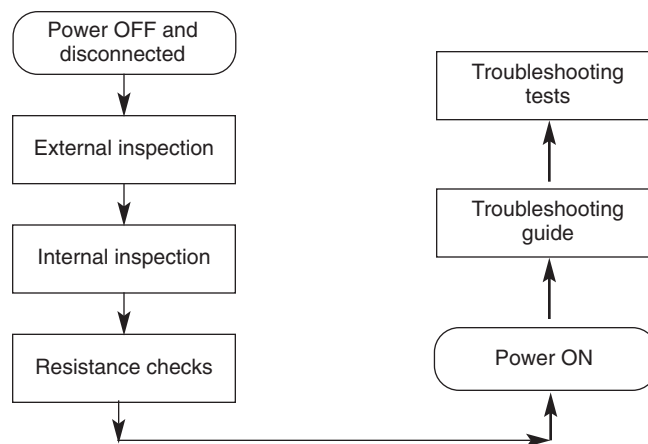 Power OFF and
disconnected
External inspection
Internal inspection
Resistance checks
Power ON
Troubleshooting
guide
Troubleshooting
tests